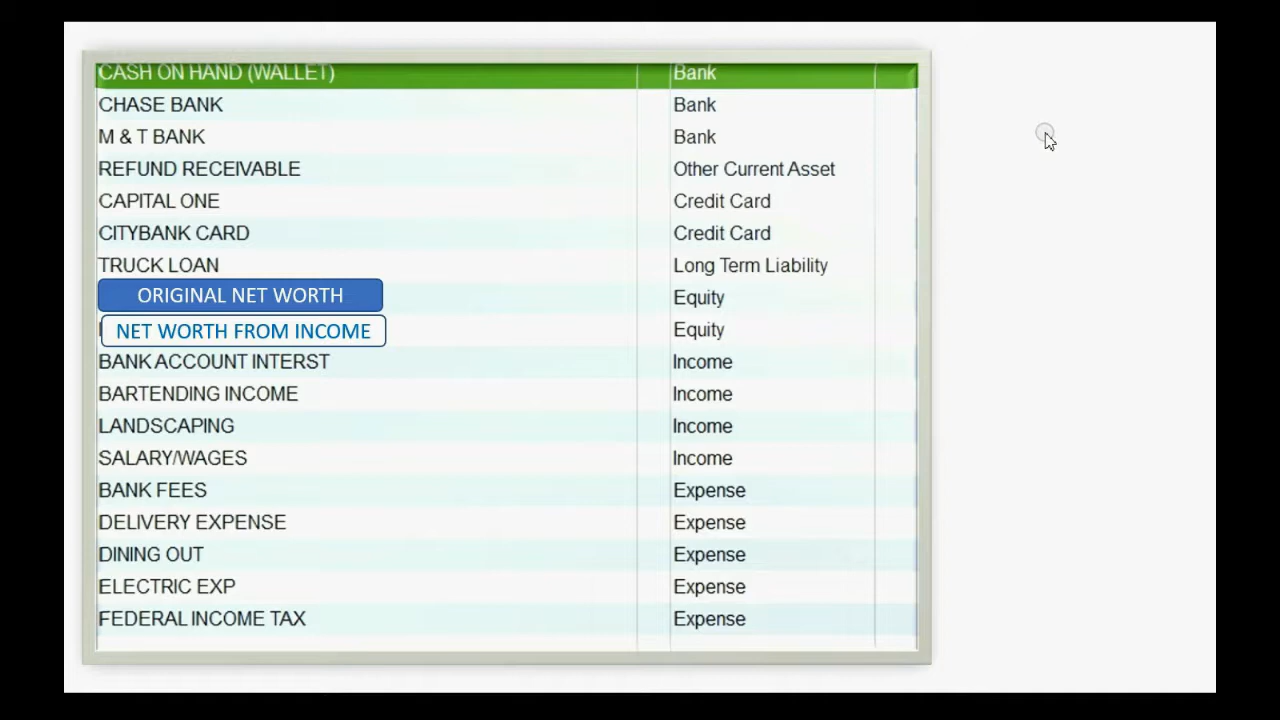 CASH ON HAND (WALLET) Bank
CHASE BANK Bank
M & T BANK Bank
REFUND RECEIVABLE Other Current Asset
CAPITAL ONE Credit Card
CITYBANK CARD Credit Card
TRUCK LOAN Long Term Liability
ORIGINAL NET WORTH Equity
NET WORTH FROM INCOME Equity
BANK ACCOUNT INTERST Income
BARTENDING INCOME Income
LANDSCAPING Income
SALARY/WAGES Income
BANK FEES Expense
DELIVERY EXPENSE Expense
DINING OUT Expense
ELECTRIC EXP Expense
FEDERAL INCOME TAX Expense